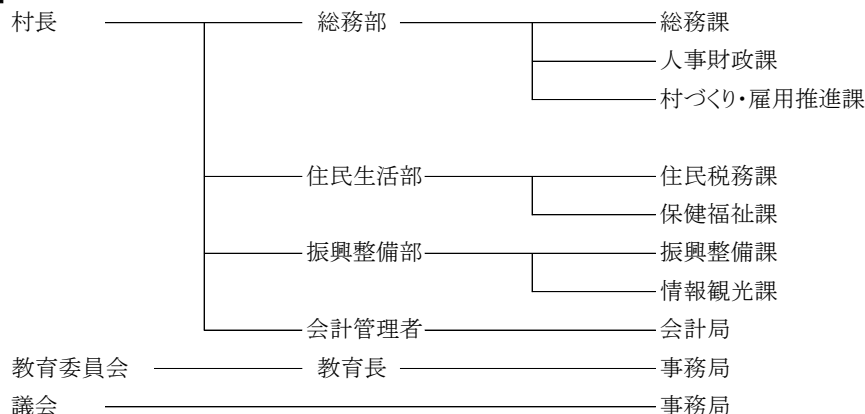 村長 総務部 総務課
人事財政課
村づくり・雇用推進課
住民生活部 住民税務課
保健福祉課
振興整備部 振興整備課
情報観光課
会計管理者 会計局
教育委員会 教育長 事務局
議会 事務局